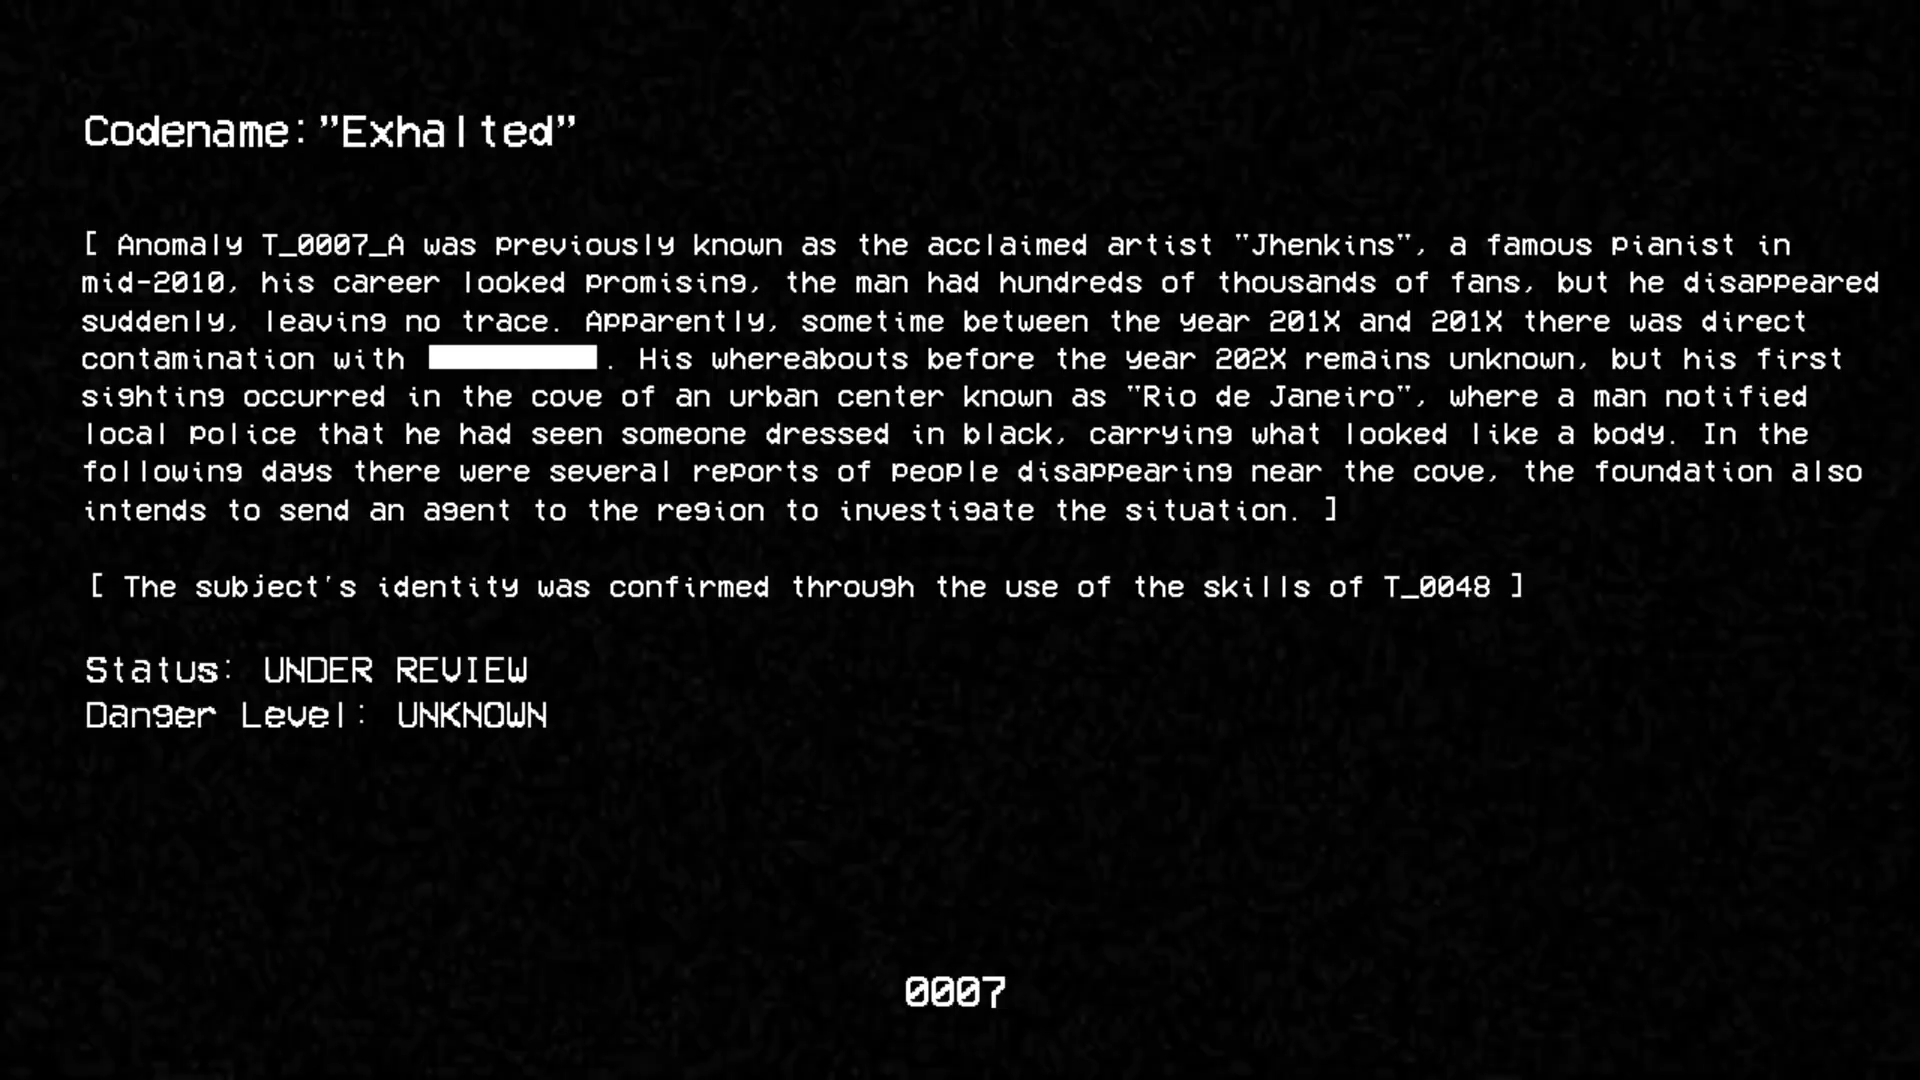 Codename:"Exhalted"
[ Anomaly T_0007_A was previously known as the acclaimed artist "Jhenkins", a famous pianist in
mid-2010, his career looked promising, the man had hundreds of thousands of fans, but he disappeared
suddenly, leaving no trace. Apparently, sometime between the year 201X and 201X there was direct
contamination with . His whereabouts before the year 202X remains unknown, but his first
sighting occurred in the cove of an urban center known as "Rio de Janeiro", where a man notified
local police that he had seen someone dressed in black, carrying what looked like a body. In the
following days there were several reports of people disappearing near the cove, the foundation also
intends to send an agent to the region to investigate the situation. ]
[ The subject's identity was confirmed through the use of the skills of T_0048 ]
Status: UNDER REVIEW
Danger Level: UNKNOWN
0007